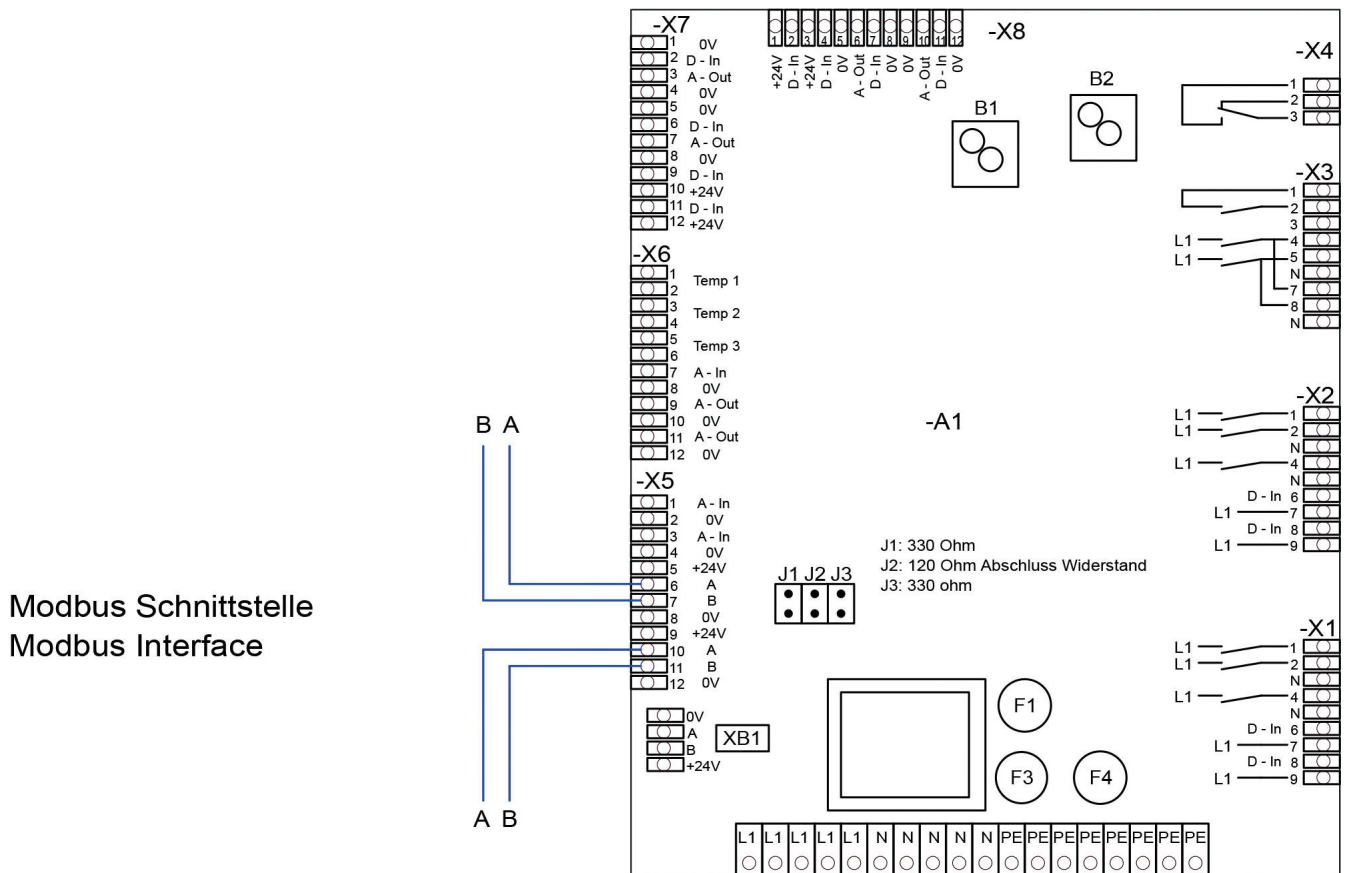 -X7
1 0V
2 D - In
3 A - Out
4 0V
5 0V
6 D - In
7 A - Out
8 0V
9 D - In
10 +24V
11 D - In
12 +24V
-X8
1 2 3 4 5 6 7 8 9 10 11 12
+24V D - In +24V D - In 0V A - Out D - In 0V 0V A - Out D - In 0V
B1
B2
-X4
1
2
3
-X3
1
2
3
L1 4
L1 5
N
7
8
N
-X6
1
Temp 1
2
3
Temp 2
4
5
Temp 3
6
7 A - In
8 0V
9 A - Out
10 0V
11 A - Out
12 0V
-A1
-X2
L1 1
L1 2
N
L1 4
N
D - In 6
L1 7
D - In 8
L1 9
B A
-X5
1 A - In
2 0V
3 A - In
4 0V
5 +24V
6 A
7 B
8 0V
9 +24V
10 A
11 B
12 0V
Modbus Schnittstelle
Modbus Interface
J1 J2 J3
J1: 330 Ohm
J2: 120 Ohm Abschluss Widerstand
J3: 330 ohm
-X1
L1 1
L1 2
N
L1 4
N
D - In 6
L1 7
D - In 8
L1 9
0V
A
B
+24V
XB1
F1
F3
F4
A B
L1 L1 L1 L1 L1 N N N N N PE PE PE PE PE PE PE PE